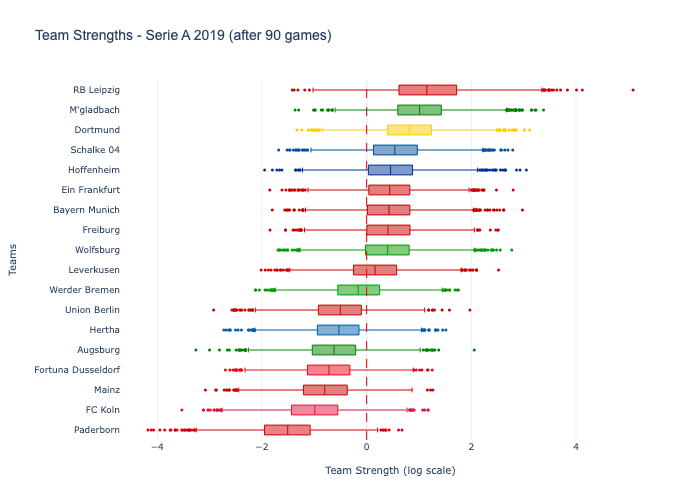 Team Strengths - Serie A 2019 (after 90 games)
RB Leipzig
M'gladbach
Dortmund
Schalke 04
Hoffenheim
Ein Frankfurt
Bayern Munich
Freiburg
Wolfsburg
Leverkusen
Werder Bremen
Union Berlin
Hertha
Augsburg
Fortuna Dusseldorf
Mainz
FC Koln
Paderborn
Teams
−4 −2 0 2 4
Team Strength (log scale)